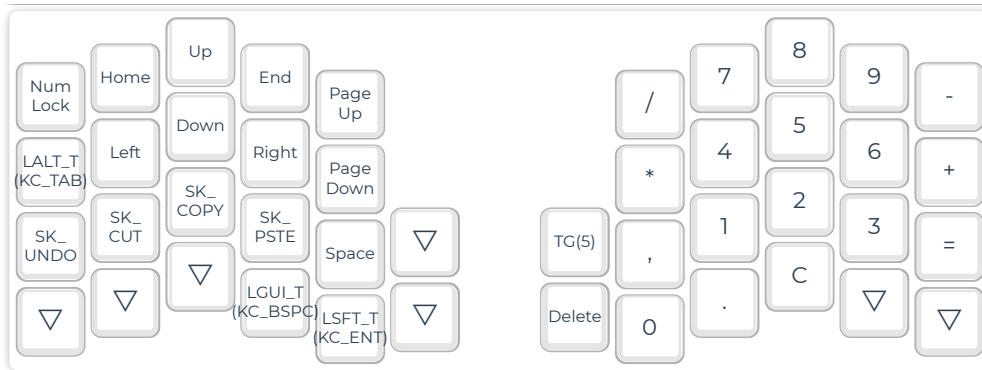 Num
Lock
Home
Up
End
Page
Up
/
7
8
9
-
LALT_T
(KC_TAB)
Left
Down
Right
Page
Down
*
4
5
6
+
SK_
UNDO
SK_
CUT
SK_
COPY
SK_
PSTE
Space
▽
TG(5)
,
1
2
3
=
▽
▽
▽
LGUI_T
(KC_BSPC)
LSFT_T
(KC_ENT)
▽
Delete
0
.
C
▽
▽